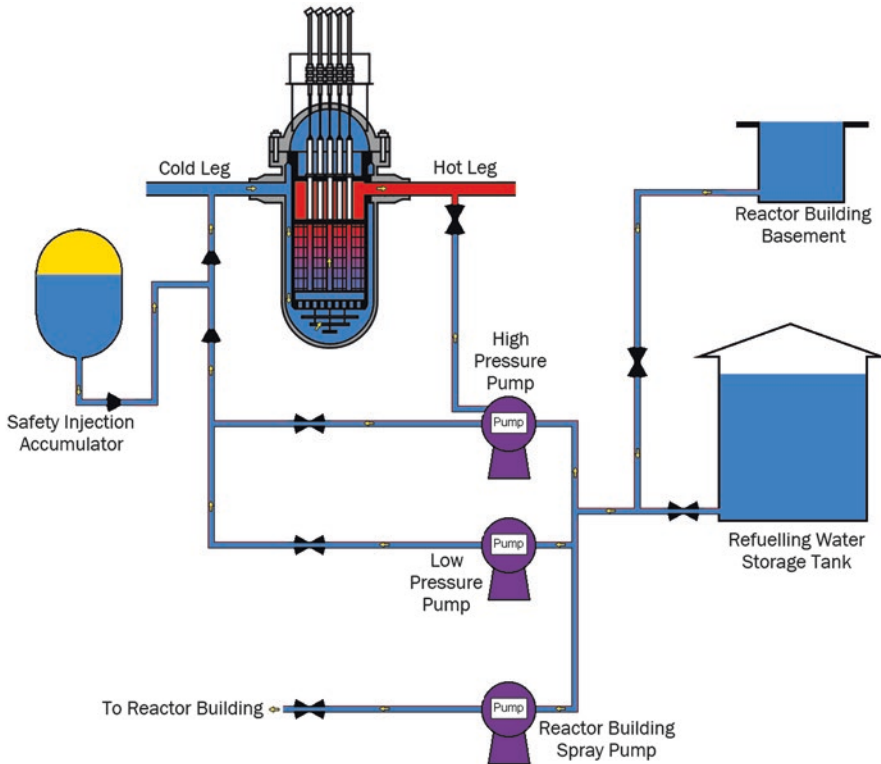 Cold Leg
Hot Leg
Reactor Building
Basement
High
Pressure
Pump
Safety Injection
Accumulator
Pump
Refuelling Water
Storage Tank
Pump
Low
Pressure
Pump
To Reactor Building
Pump
Reactor Building
Spray Pump